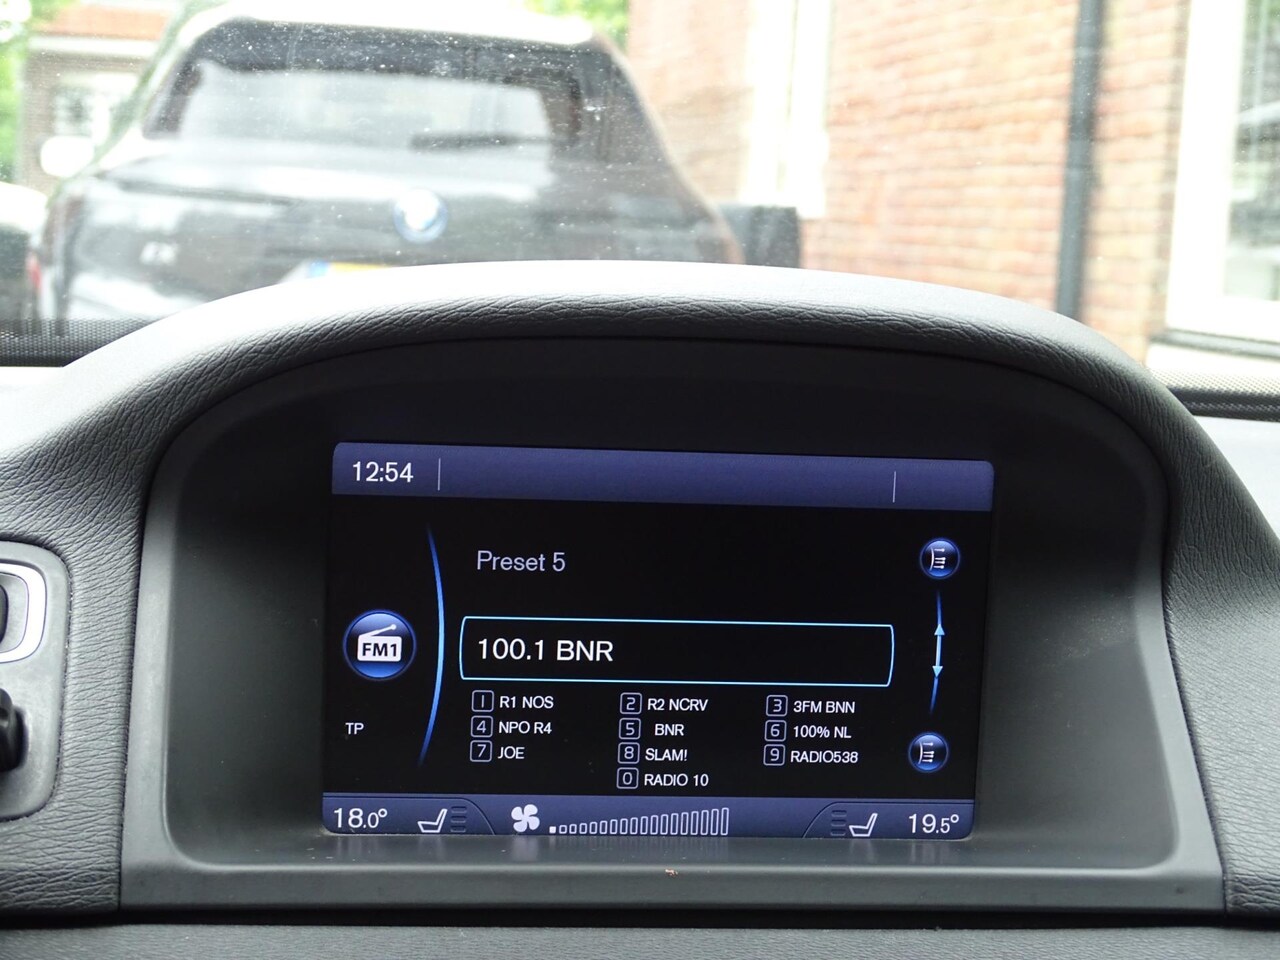 12:54
Preset 5
FM1
100.1 BNR
1 R1 NOS 2 R2 NCRV 3 3FM BNN
TP
4 NPO R4 5 BNR 6 100% NL
7 JOE 8 SLAM! 9 RADIO538
0 RADIO 10
18.0° 19.5°